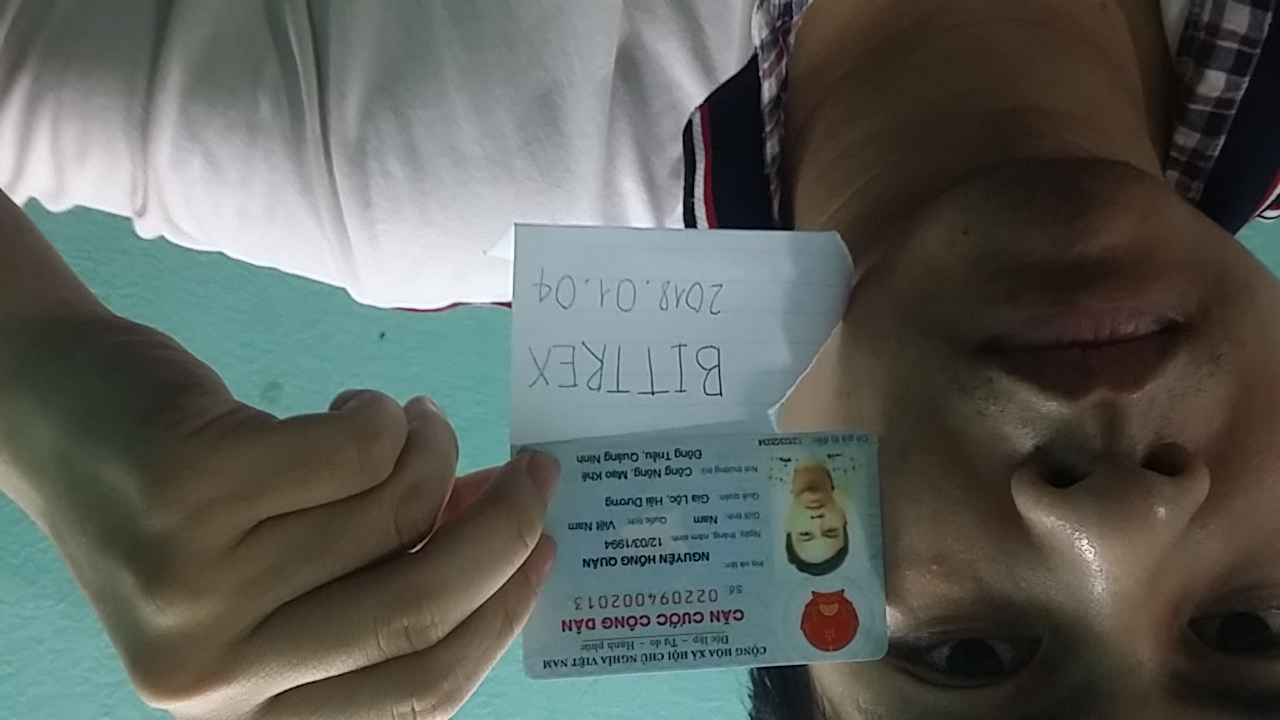 CỘNG HÒA XÃ HỘI CHỦ NGHĨA VIỆT NAM
Độc lập - Tự do - Hạnh phúc
CĂN CƯỚC CÔNG DÂN
Số: 022094002013
Họ và tên:
NGUYỄN HỒNG QUÂN
Ngày, tháng, năm sinh: 12/03/1994
Giới tính: Nam Quốc tịch: Việt Nam
Quê quán: Gia Lộc, Hải Dương
Nơi thường trú: Công Nông, Mạo Khê
Đông Triều, Quảng Ninh
Có giá trị đến: 12/03/2034
BITTREX
2018.01.04